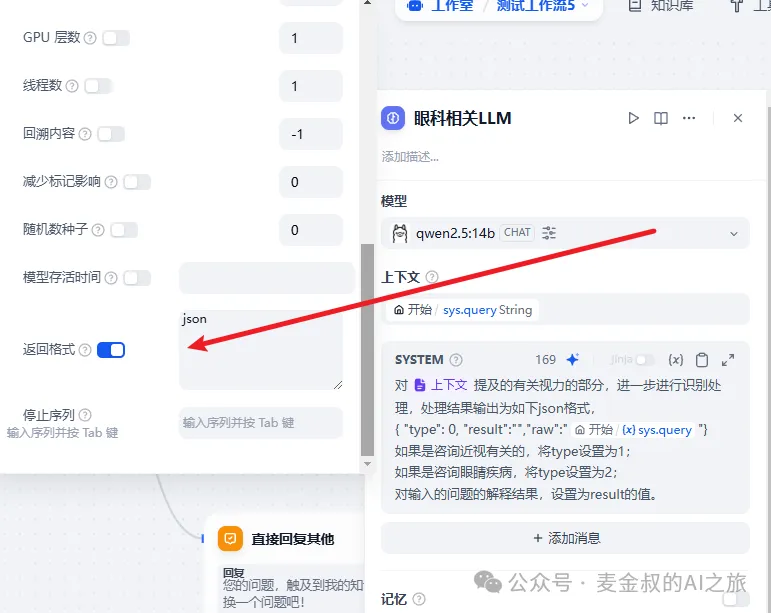 工作室 / 测试工作流5
知识库
GPU 层数
1
线程数
1
回溯内容
-1
减少标记影响
0
随机数种子
0
模型存活时间
返回格式
json
停止序列
输入序列并按 Tab 键
输入序列并按 Tab 键
眼科相关LLM
添加描述...
模型
qwen2.5:14b CHAT
上下文
开始 / sys.query String
SYSTEM 169 Jinja {x}
对 上下文 提及的有关视力的部分，进一步进行识别处
理，处理结果输出为如下json格式，
{ "type": 0, "result":"","raw":" 开始 / {x} sys.query "}
如果是咨询近视有关的，将type设置为1；
如果是咨询眼睛疾病，将type设置为2；
对输入的问题的解释结果，设置为result的值。
+ 添加消息
记忆
直接回复其他
回复
您的问题，触及到我的知
换一个问题吧！
公众号 · 麦金叔的AI之旅